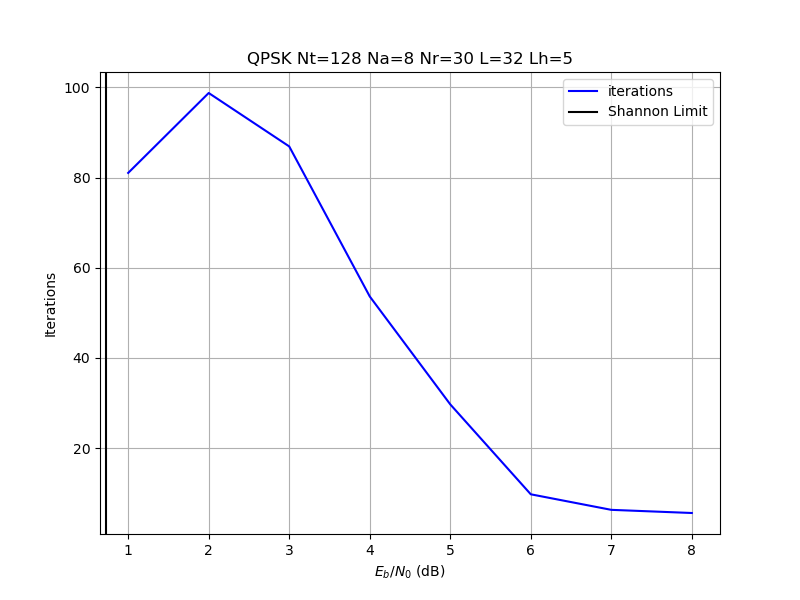 QPSK Nt=128 Na=8 Nr=30 L=32 Lh=5
iterations
Shannon Limit
100
80
60
40
20
Iterations
1 2 3 4 5 6 7 8
E_b/N_0 (dB)